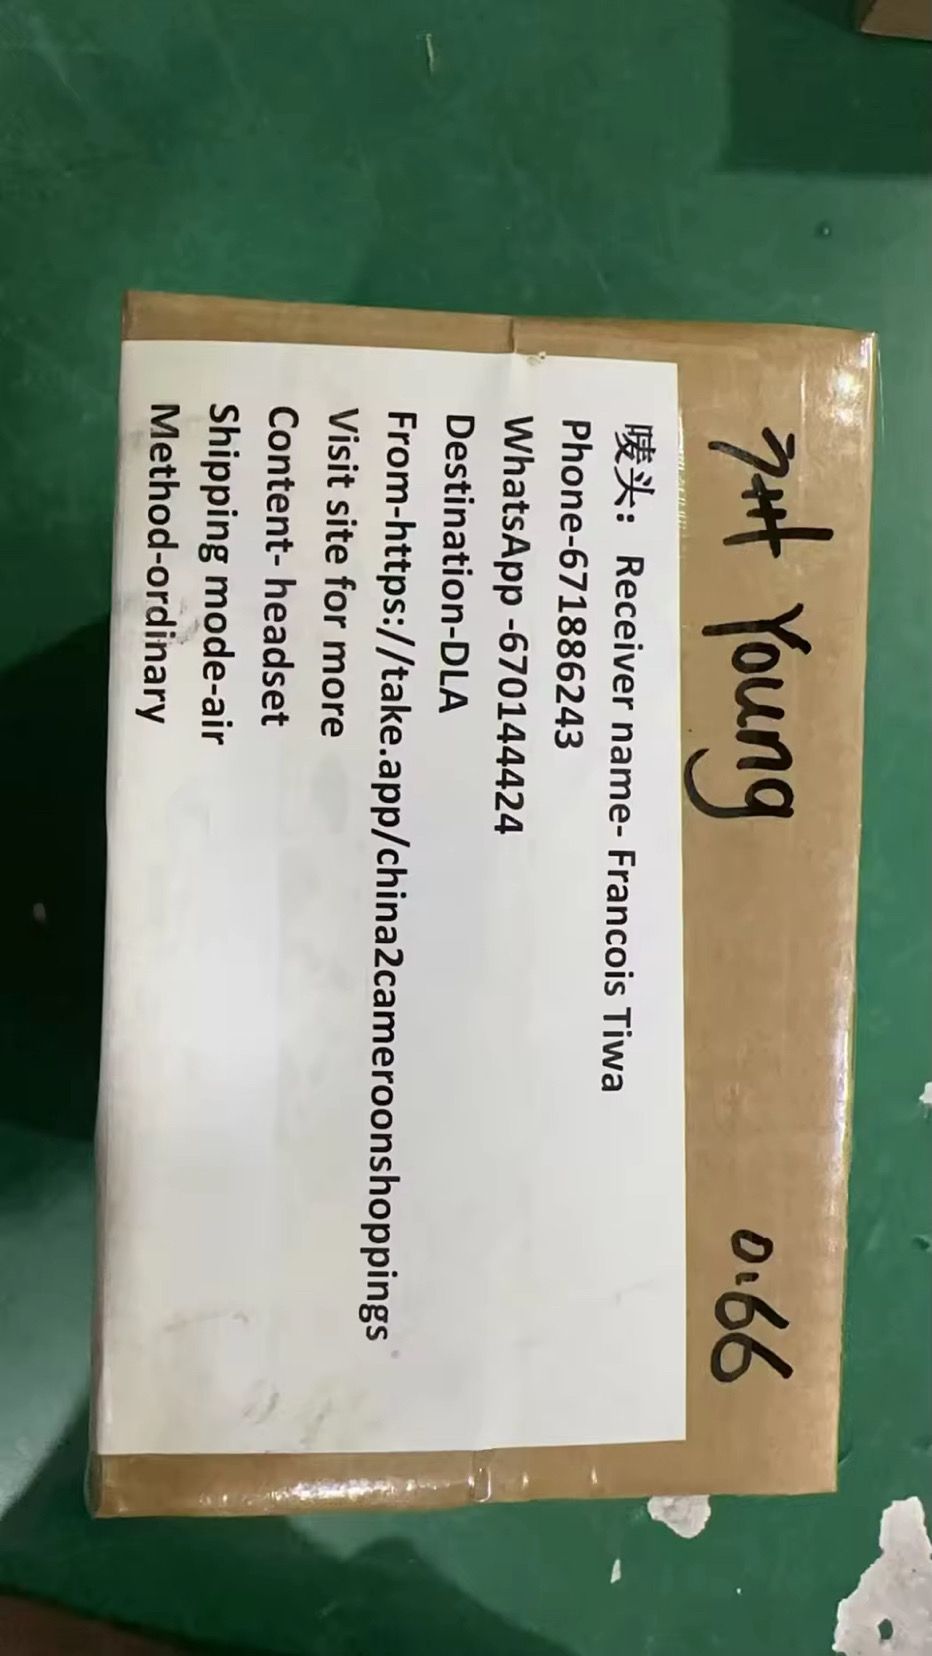 Young 0.66
唛头： Receiver name- Francois Tiwa
Phone-671886243
WhatsApp -670144424
Destination-DLA
From-https://take.app/china2cameroonshoppings
Visit site for more
Content- headset
Shipping mode-air
Method-ordinary